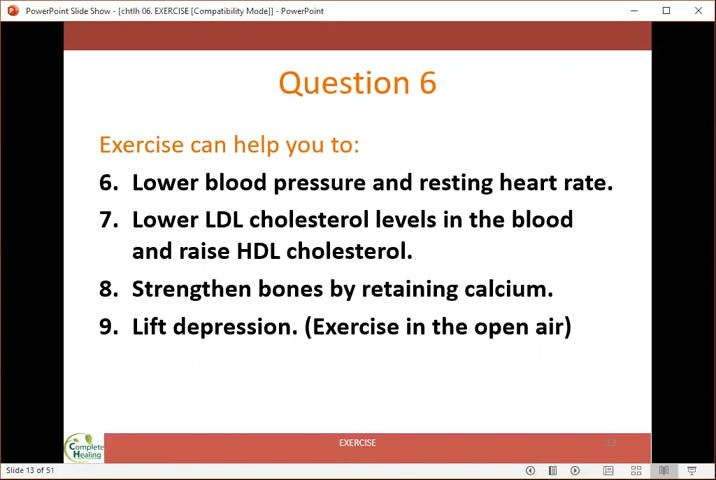 PowerPoint Slide Show - [chtlh 06. EXERCISE [Compatibility Mode]] - PowerPoint
Question 6
Exercise can help you to:
6. Lower blood pressure and resting heart rate.
7. Lower LDL cholesterol levels in the blood
and raise HDL cholesterol.
8. Strengthen bones by retaining calcium.
9. Lift depression. (Exercise in the open air)
Complete
Healing
EXERCISE
13
Slide 13 of 51